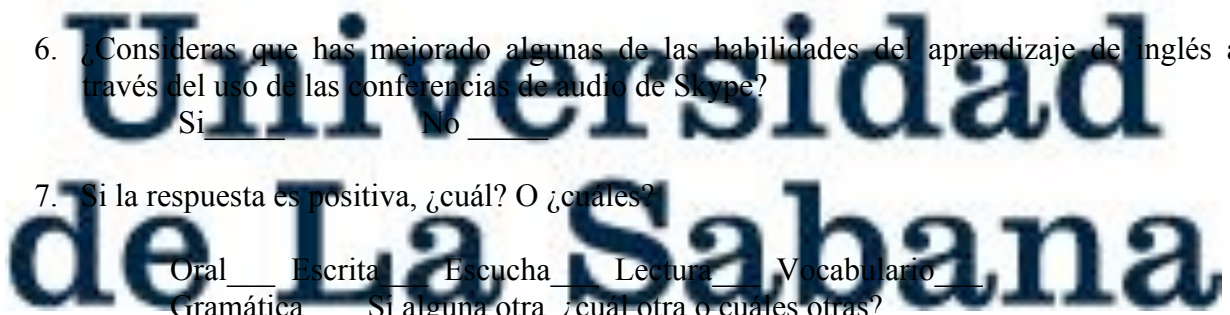 Universidad
6. ¿Consideras que has mejorado algunas de las habilidades del aprendizaje de inglés a
través del uso de las conferencias de audio de Skype?
Si_____ No _____
de La Sabana
7. Si la respuesta es positiva, ¿cuál? O ¿cuáles?
Oral___ Escrita___ Escucha___ Lectura___ Vocabulario___
Gramática___ Si alguna otra, ¿cuál otra o cuáles otras?